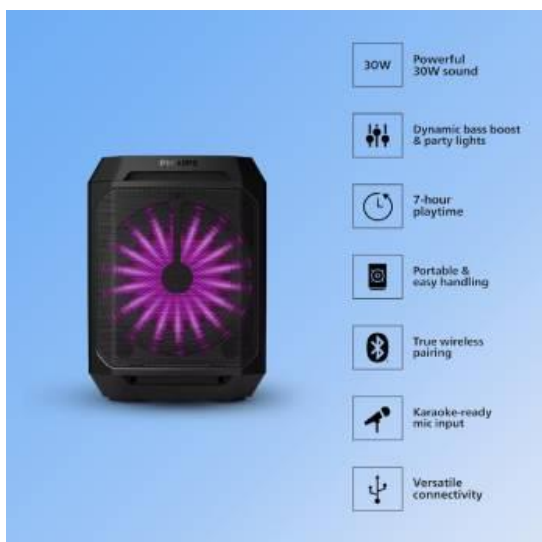 PHILIPS
30W
Powerful
30W sound
Dynamic bass boost
& party lights
7-hour
playtime
Portable &
easy handling
True wireless
pairing
Karaoke-ready
mic input
Versatile
connectivity